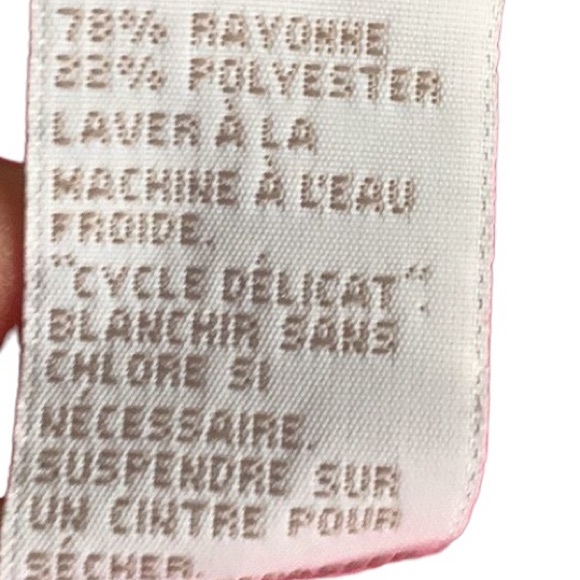 78% RAYONNE
22% POLYESTER
LAVER À LA
MACHINE À L'EAU
FROIDE.
"CYCLE DÉLICAT".
BLANCHIR SANS
CHLORE SI
NÉCESSAIRE.
SUSPENDRE SUR
UN CINTRE POUR
SÉCHER.